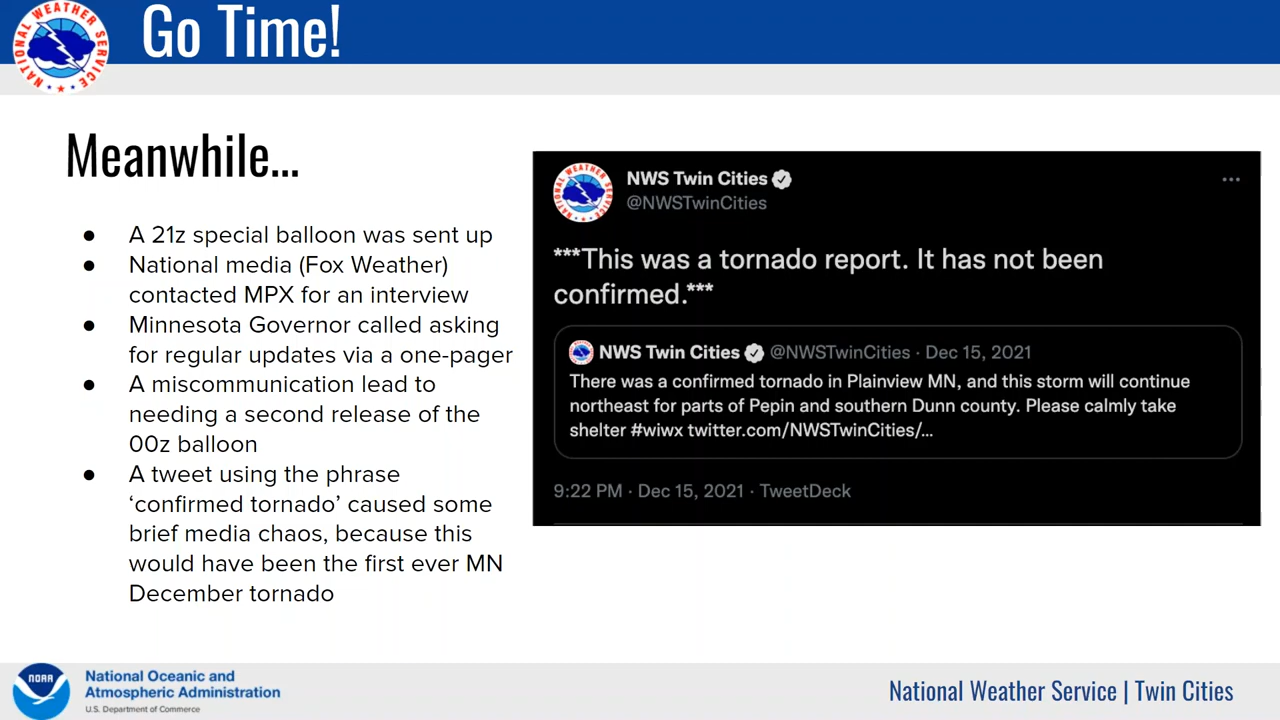 NATIONAL WEATHER SERVICE
Go Time!
Meanwhile...
● A 21z special balloon was sent up
● National media (Fox Weather)
contacted MPX for an interview
● Minnesota Governor called asking
for regular updates via a one-pager
● A miscommunication lead to
needing a second release of the
00z balloon
● A tweet using the phrase
‘confirmed tornado’ caused some
brief media chaos, because this
would have been the first ever MN
December tornado
NWS Twin Cities
@NWSTwinCities
***This was a tornado report. It has not been
confirmed.***
NWS Twin Cities @NWSTwinCities · Dec 15, 2021
There was a confirmed tornado in Plainview MN, and this storm will continue
northeast for parts of Pepin and southern Dunn county. Please calmly take
shelter #wiwx twitter.com/NWSTwinCities/...
9:22 PM · Dec 15, 2021 · TweetDeck
NOAA
National Oceanic and
Atmospheric Administration
U.S. Department of Commerce
National Weather Service | Twin Cities